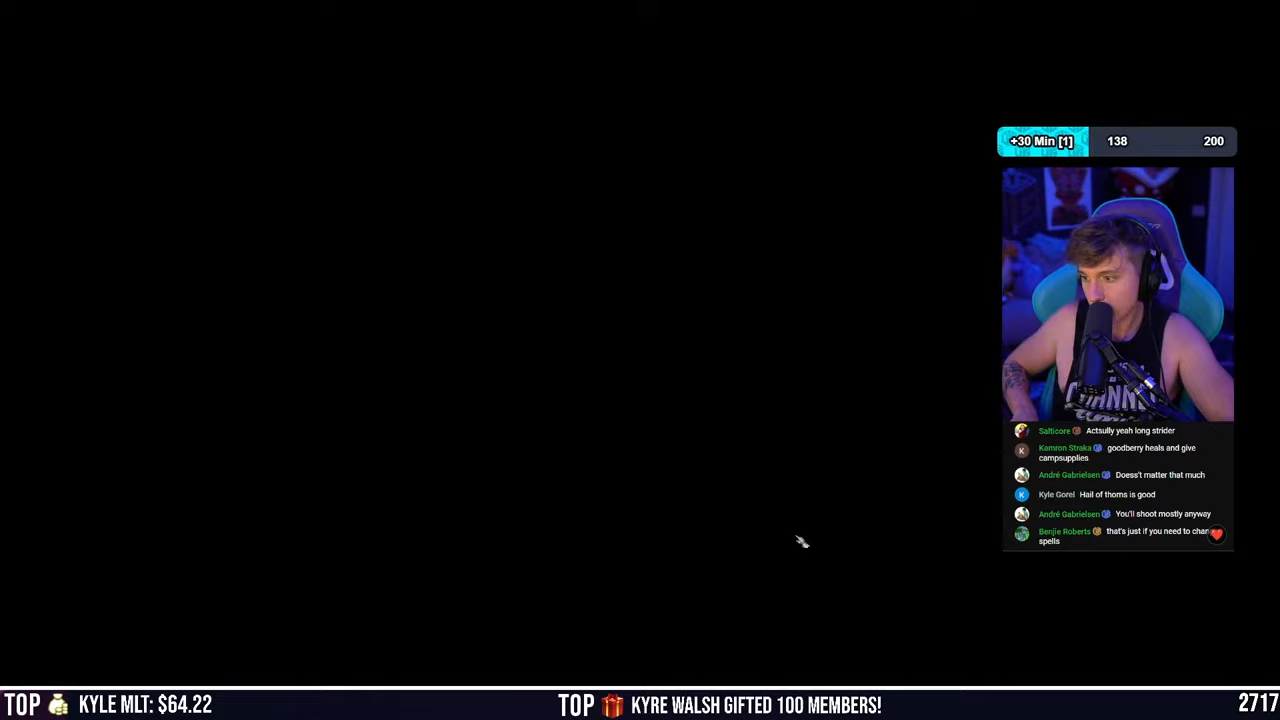 +30 Min [1] 138 200
Salticore Actsully yeah long strider
Kamron Straka goodberry heals and give
campsupplies
André Gabrielsen Doess't matter that much
Kyle Gorel Hail of thorns is good
André Gabrielsen You'll shoot mostly anyway
Benjie Roberts that's just if you need to
spells
TOP KYLE MLT: $64.22 TOP KYRE WALSH GIFTED 100 MEMBERS! 2717